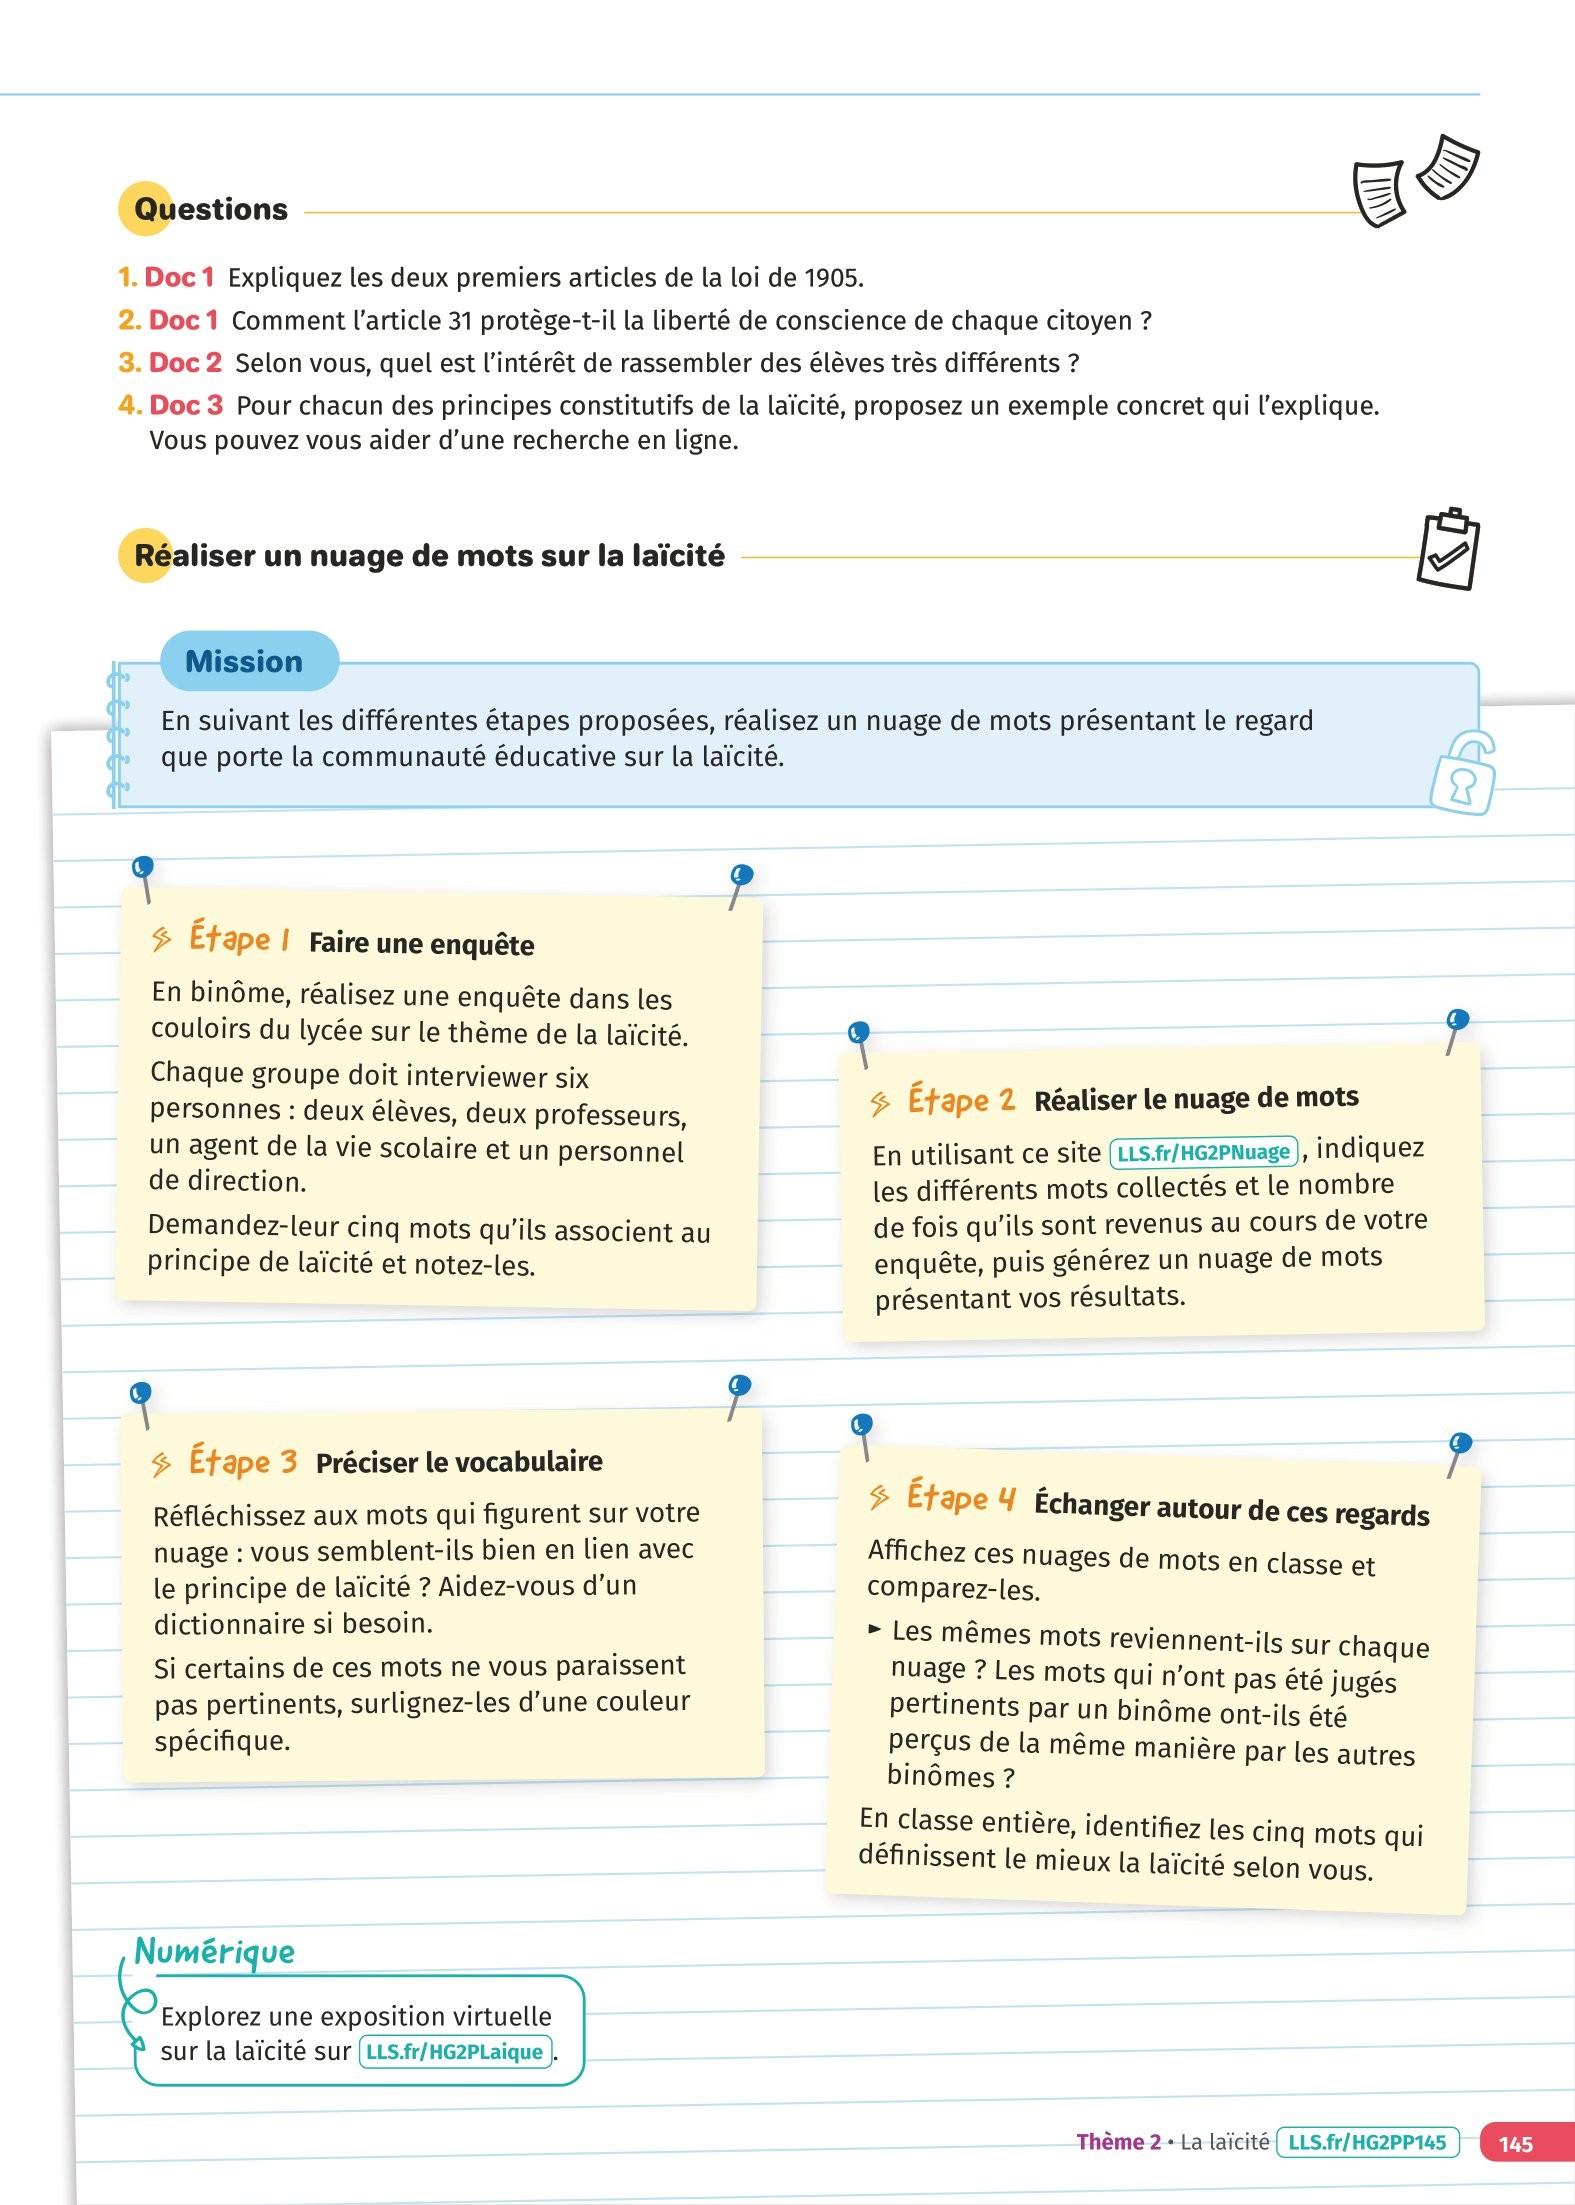 Questions
1. Doc 1 Expliquez les deux premiers articles de la loi de 1905.
2. Doc 1 Comment l’article 31 protège-t-il la liberté de conscience de chaque citoyen ?
3. Doc 2 Selon vous, quel est l’intérêt de rassembler des élèves très différents ?
4. Doc 3 Pour chacun des principes constitutifs de la laïcité, proposez un exemple concret qui l’explique.
Vous pouvez vous aider d’une recherche en ligne.
Réaliser un nuage de mots sur la laïcité
Mission
En suivant les différentes étapes proposées, réalisez un nuage de mots présentant le regard
que porte la communauté éducative sur la laïcité.
Étape 1 Faire une enquête
En binôme, réalisez une enquête dans les
couloirs du lycée sur le thème de la laïcité.
Chaque groupe doit interviewer six
personnes : deux élèves, deux professeurs,
un agent de la vie scolaire et un personnel
de direction.
Demandez-leur cinq mots qu’ils associent au
principe de laïcité et notez-les.
Étape 2 Réaliser le nuage de mots
En utilisant ce site LLS.fr/HG2PNuage, indiquez
les différents mots collectés et le nombre
de fois qu’ils sont revenus au cours de votre
enquête, puis générez un nuage de mots
présentant vos résultats.
Étape 3 Préciser le vocabulaire
Réfléchissez aux mots qui figurent sur votre
nuage : vous semblent-ils bien en lien avec
le principe de laïcité ? Aidez-vous d’un
dictionnaire si besoin.
Si certains de ces mots ne vous paraissent
pas pertinents, surlignez-les d’une couleur
spécifique.
Étape 4 Échanger autour de ces regards
Affichez ces nuages de mots en classe et
comparez-les.
► Les mêmes mots reviennent-ils sur chaque
nuage ? Les mots qui n’ont pas été jugés
pertinents par un binôme ont-ils été
perçus de la même manière par les autres
binômes ?
En classe entière, identifiez les cinq mots qui
définissent le mieux la laïcité selon vous.
Numérique
Explorez une exposition virtuelle
sur la laïcité sur LLS.fr/HG2PLaique.
Thème 2 • La laïcité LLS.fr/HG2PP145 145